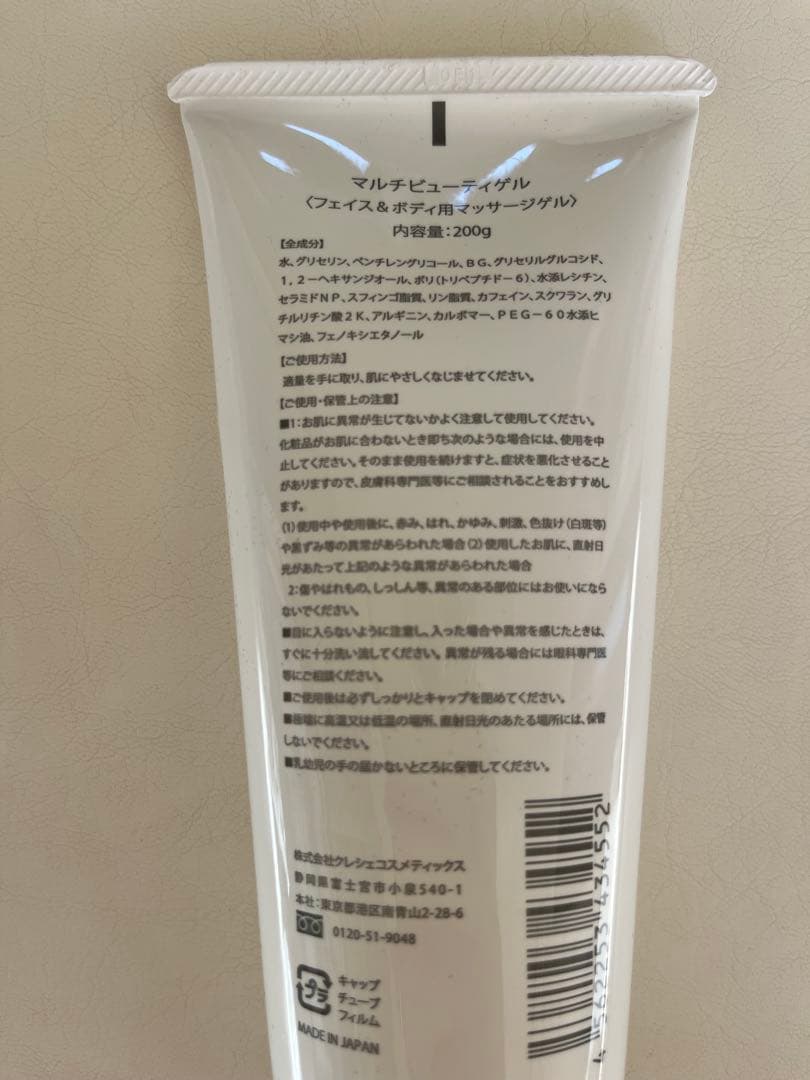 マルチビューティゲル
〈フェイス＆ボディ用マッサージゲル〉
内容量:200g
【全成分】
水、グリセリン、ペンチレングリコール、BG、グリセリルグルコシド、
1,2－ヘキサンジオール、ポリ(トリペプチド－6)、水添レシチン、
セラミドNP、スフィンゴ脂質、リン脂質、カフェイン、スクワラン、グリ
チルリチン酸2K、アルギニン、カルボマー、PEG－60水添ヒ
マシ油、フェノキシエタノール
【ご使用方法】
適量を手に取り、肌にやさしくなじませてください。
【ご使用・保管上の注意】
■1:お肌に異常が生じてないかよく注意して使用してください。
化粧品がお肌に合わないとき即ち次のような場合には、使用を中
止してください。そのまま使用を続けますと、症状を悪化させること
がありますので、皮膚科専門医等にご相談されることをおすすめし
ます。
(1)使用中や使用後に、赤み、はれ、かゆみ、刺激、色抜け(白斑等)
や黒ずみ等の異常があらわれた場合(2)使用したお肌に、直射日
光があたって上記のような異常があらわれた場合
2:傷やはれもの、しっしん等、異常のある部位にはお使いになら
ないでください。
■目に入らないように注意し、入った場合や異常を感じたときは、
すぐに十分洗い流してください。異常が残る場合には眼科専門医
等にご相談ください。
■ご使用後は必ずしっかりとキャップを閉めてください。
■極端に高温又は低温の場所、直射日光のあたる場所には、保管
しないでください。
■乳幼児の手の届かないところに保管してください。
株式会社クレシェコスメティックス
静岡県富士宮市小泉540-1
本社:東京都港区南青山2-28-6
0120-51-9048
プラ
キャップ
チューブ
フィルム
MADE IN JAPAN
4562253434552